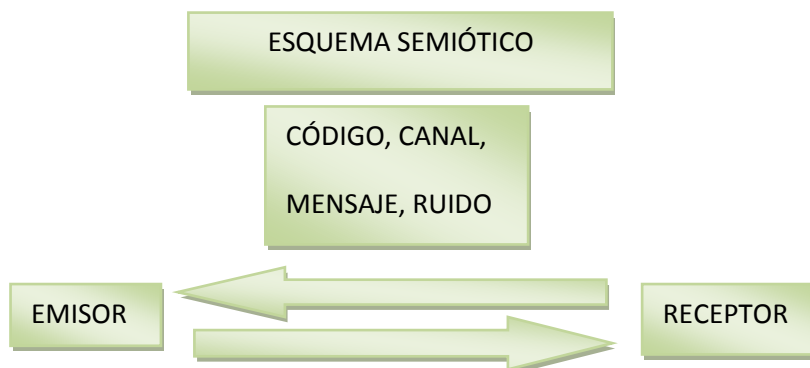 ESQUEMA SEMIÓTICO
CÓDIGO, CANAL,
MENSAJE, RUIDO
EMISOR
RECEPTOR